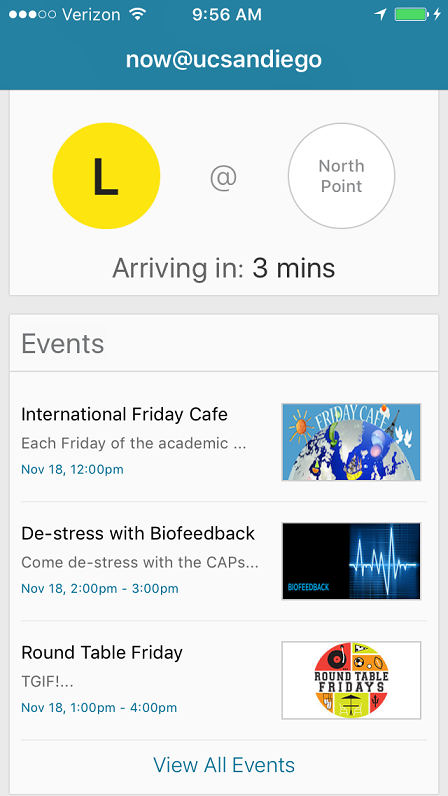 Verizon 9:56 AM
now@ucsandiego
L @ North Point
Arriving in: 3 mins
Events
International Friday Cafe
Each Friday of the academic ...
Nov 18, 12:00pm
FRIDAY CAFE
De-stress with Biofeedback
Come de-stress with the CAPs...
Nov 18, 2:00pm - 3:00pm
BIOFEEDBACK
Round Table Friday
TGIF!...
Nov 18, 1:00pm - 4:00pm
ROUND TABLE
FRIDAYS
View All Events